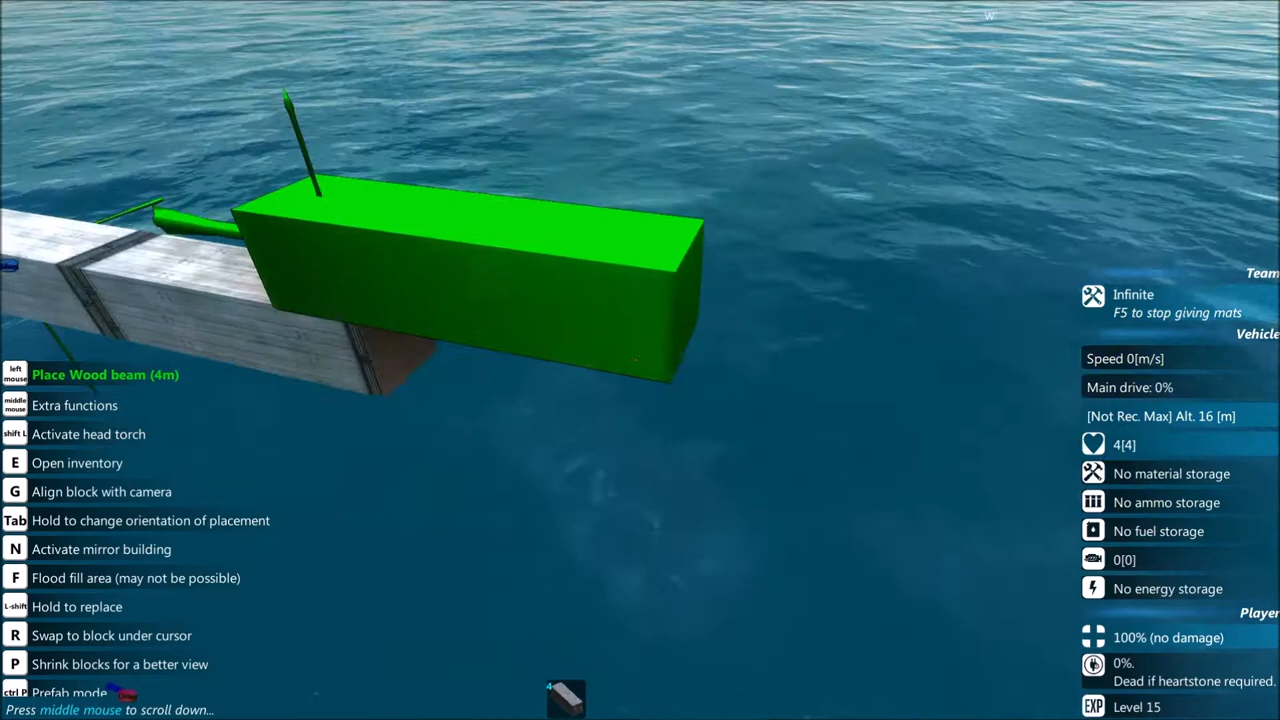 W
Team
Infinite
F5 to stop giving mats
Vehicle
Speed 0[m/s]
Main drive: 0%
[Not Rec. Max] Alt. 16 [m]
4[4]
No material storage
No ammo storage
No fuel storage
0[0]
No energy storage
Player
100% (no damage)
0%.
Dead if heartstone required.
EXP Level 15
left mouse Place Wood beam (4m)
middle mouse Extra functions
shift L Activate head torch
E Open inventory
G Align block with camera
Tab Hold to change orientation of placement
N Activate mirror building
F Flood fill area (may not be possible)
L-shift Hold to replace
R Swap to block under cursor
P Shrink blocks for a better view
ctrl P Prefab mode
Press middle mouse to scroll down...
4